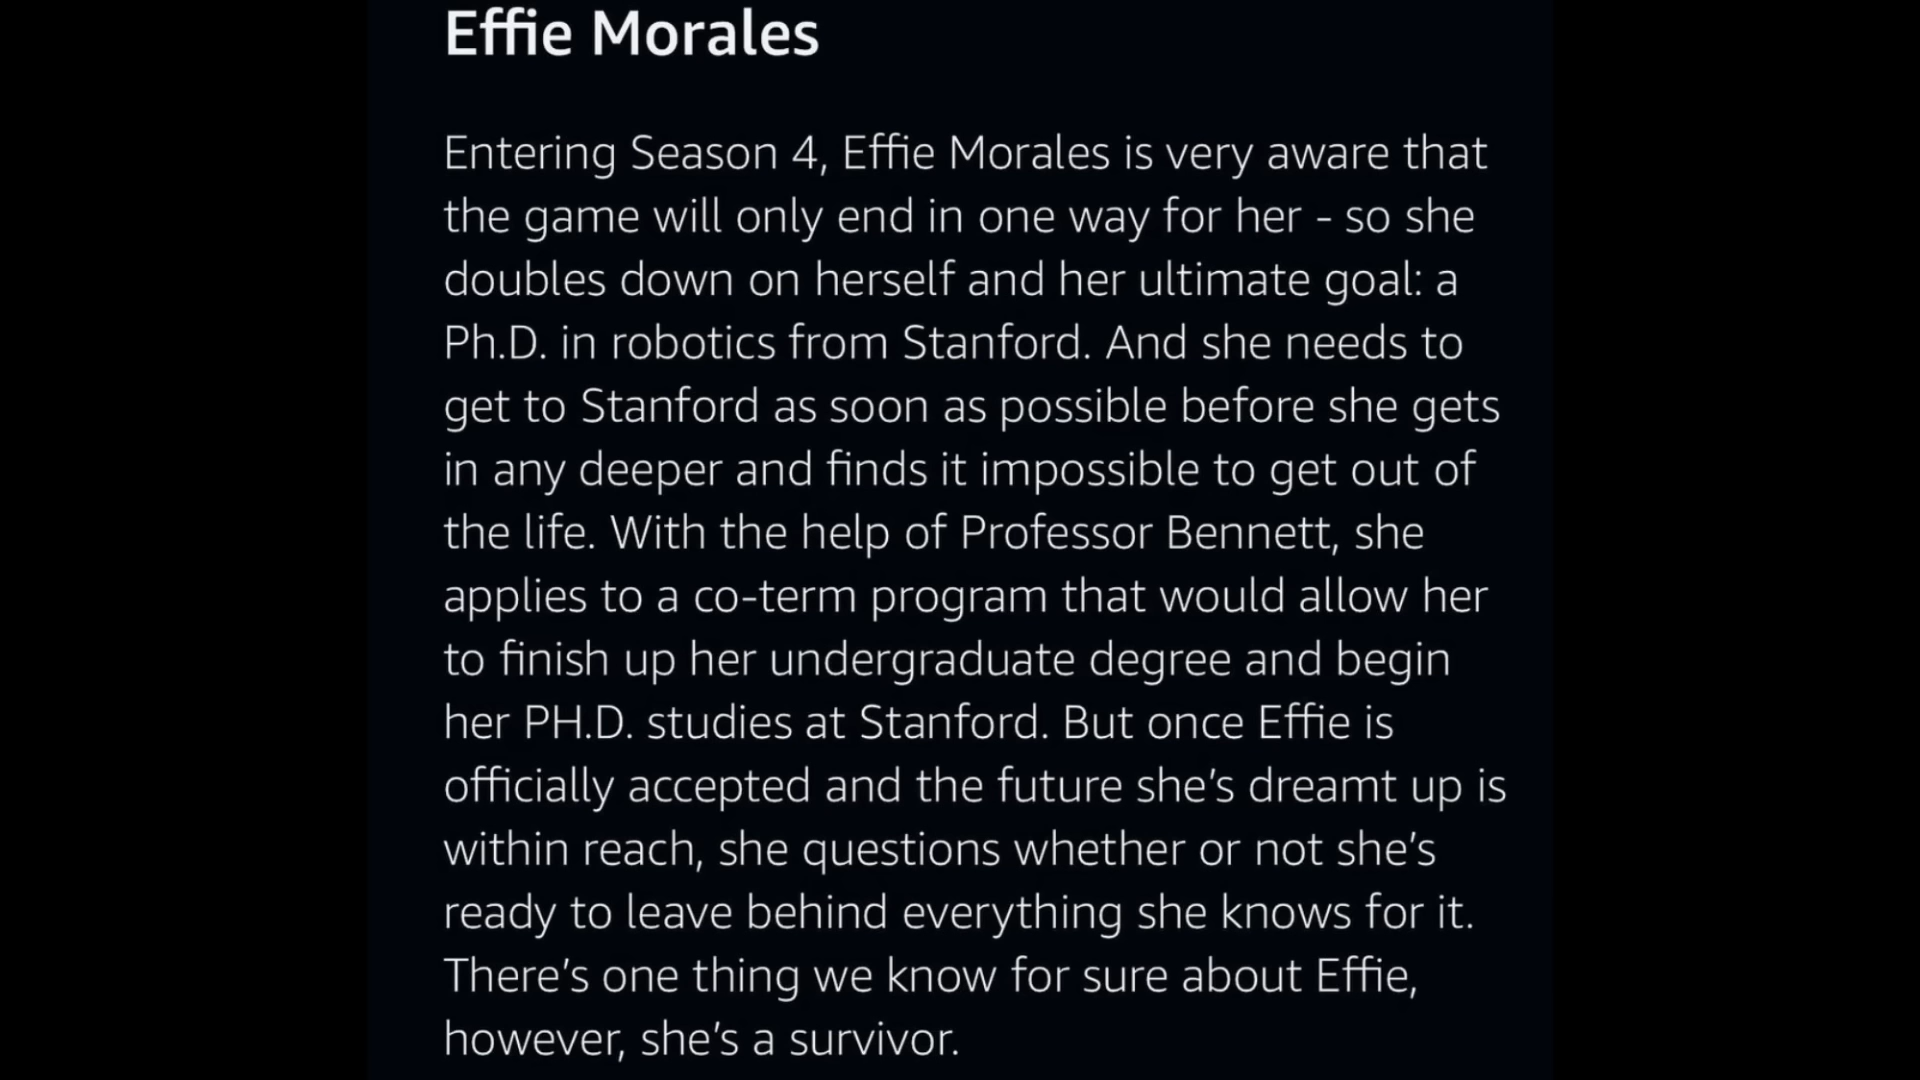 Effie Morales
Entering Season 4, Effie Morales is very aware that
the game will only end in one way for her - so she
doubles down on herself and her ultimate goal: a
Ph.D. in robotics from Stanford. And she needs to
get to Stanford as soon as possible before she gets
in any deeper and finds it impossible to get out of
the life. With the help of Professor Bennett, she
applies to a co-term program that would allow her
to finish up her undergraduate degree and begin
her PH.D. studies at Stanford. But once Effie is
officially accepted and the future she’s dreamt up is
within reach, she questions whether or not she’s
ready to leave behind everything she knows for it.
There’s one thing we know for sure about Effie,
however, she’s a survivor.